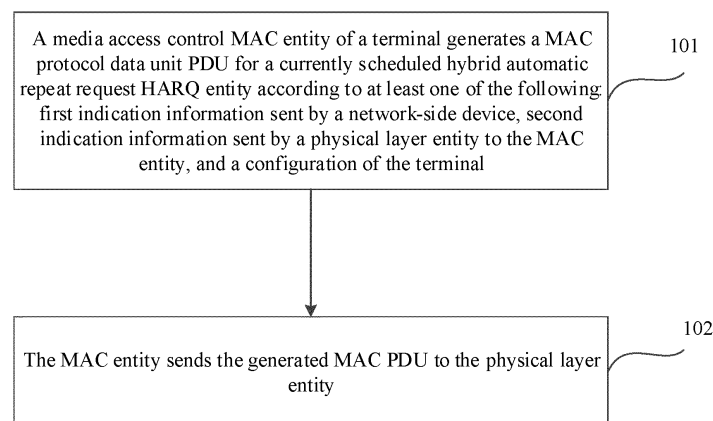 A media access control MAC entity of a terminal generates a MAC
protocol data unit PDU for a currently scheduled hybrid automatic
repeat request HARQ entity according to at least one of the following:
first indication information sent by a network-side device, second
indication information sent by a physical layer entity to the MAC
entity, and a configuration of the terminal
101
The MAC entity sends the generated MAC PDU to the physical layer
entity
102